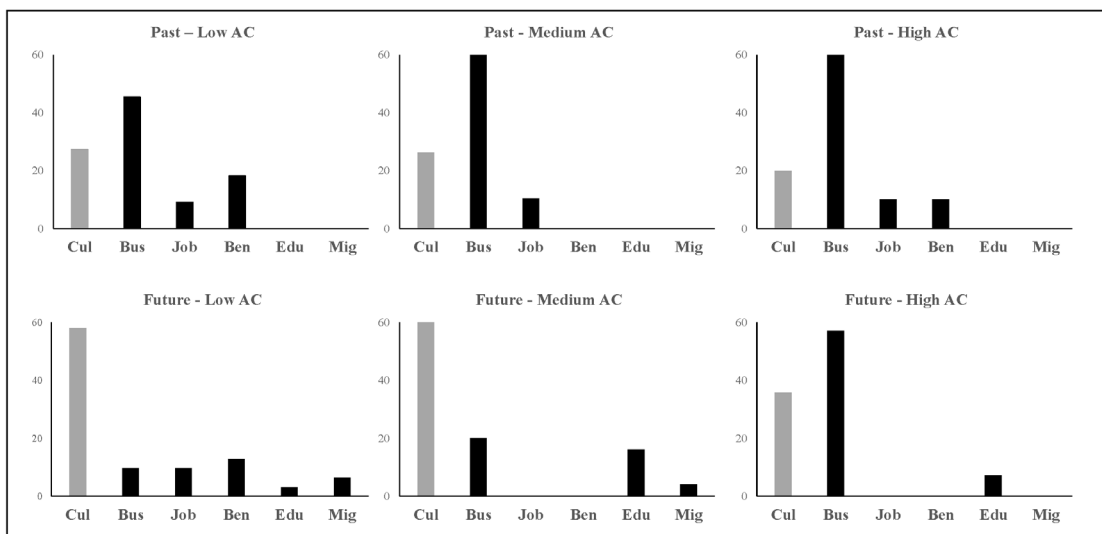 Past – Low AC
60
40
20
0
Cul Bus Job Ben Edu Mig
Past - Medium AC
60
40
20
0
Cul Bus Job Ben Edu Mig
Past - High AC
60
40
20
0
Cul Bus Job Ben Edu Mig
Future - Low AC
60
40
20
0
Cul Bus Job Ben Edu Mig
Future - Medium AC
60
40
20
0
Cul Bus Job Ben Edu Mig
Future - High AC
60
40
20
0
Cul Bus Job Ben Edu Mig